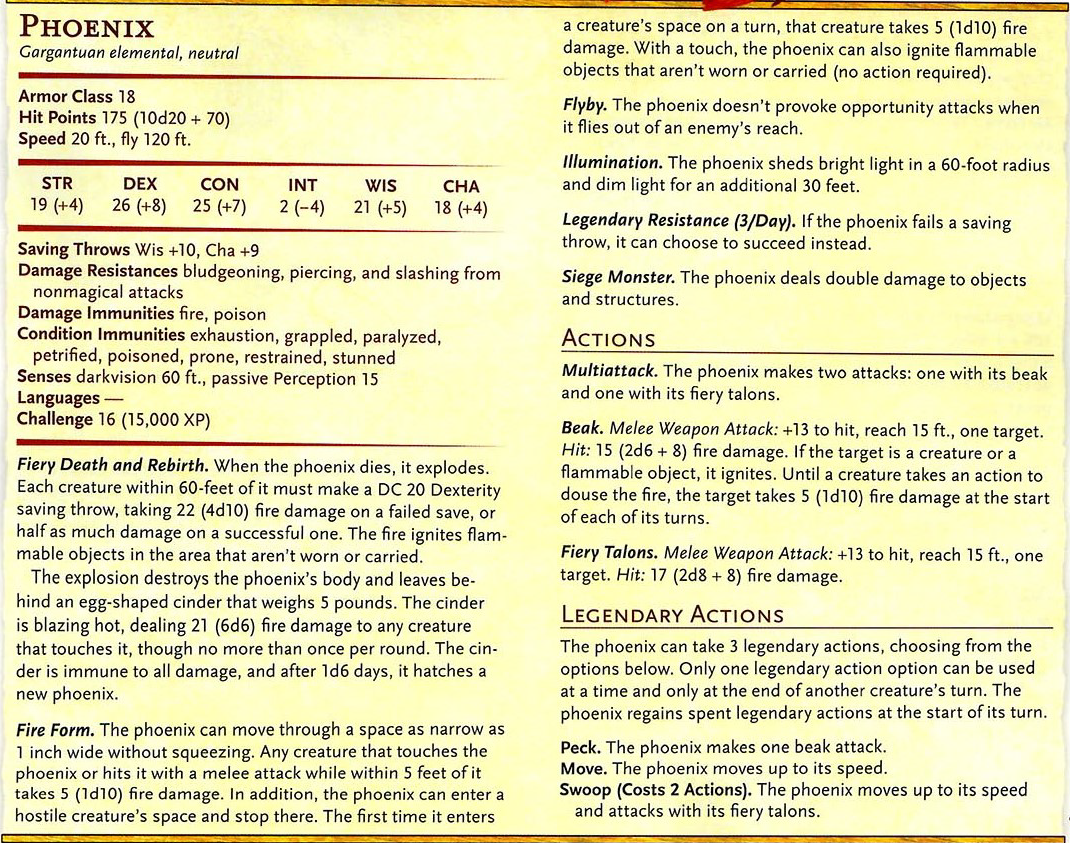 PHOENIX
Gargantuan elemental, neutral
Armor Class 18
Hit Points 175 (10d20 + 70)
Speed 20 ft., fly 120 ft.
STR DEX CON INT WIS CHA
19 (+4) 26 (+8) 25 (+7) 2 (−4) 21 (+5) 18 (+4)
Saving Throws Wis +10, Cha +9
Damage Resistances bludgeoning, piercing, and slashing from
nonmagical attacks
Damage Immunities fire, poison
Condition Immunities exhaustion, grappled, paralyzed,
petrified, poisoned, prone, restrained, stunned
Senses darkvision 60 ft., passive Perception 15
Languages —
Challenge 16 (15,000 XP)
Fiery Death and Rebirth. When the phoenix dies, it explodes.
Each creature within 60-feet of it must make a DC 20 Dexterity
saving throw, taking 22 (4d10) fire damage on a failed save, or
half as much damage on a successful one. The fire ignites flam-
mable objects in the area that aren't worn or carried.
The explosion destroys the phoenix's body and leaves be-
hind an egg-shaped cinder that weighs 5 pounds. The cinder
is blazing hot, dealing 21 (6d6) fire damage to any creature
that touches it, though no more than once per round. The cin-
der is immune to all damage, and after 1d6 days, it hatches a
new phoenix.
Fire Form. The phoenix can move through a space as narrow as
1 inch wide without squeezing. Any creature that touches the
phoenix or hits it with a melee attack while within 5 feet of it
takes 5 (1d10) fire damage. In addition, the phoenix can enter a
hostile creature's space and stop there. The first time it enters
a creature's space on a turn, that creature takes 5 (1d10) fire
damage. With a touch, the phoenix can also ignite flammable
objects that aren't worn or carried (no action required).
Flyby. The phoenix doesn't provoke opportunity attacks when
it flies out of an enemy's reach.
Illumination. The phoenix sheds bright light in a 60-foot radius
and dim light for an additional 30 feet.
Legendary Resistance (3/Day). If the phoenix fails a saving
throw, it can choose to succeed instead.
Siege Monster. The phoenix deals double damage to objects
and structures.
ACTIONS
Multiattack. The phoenix makes two attacks: one with its beak
and one with its fiery talons.
Beak. Melee Weapon Attack: +13 to hit, reach 15 ft., one target.
Hit: 15 (2d6 + 8) fire damage. If the target is a creature or a
flammable object, it ignites. Until a creature takes an action to
douse the fire, the target takes 5 (1d10) fire damage at the start
of each of its turns.
Fiery Talons. Melee Weapon Attack: +13 to hit, reach 15 ft., one
target. Hit: 17 (2d8 + 8) fire damage.
LEGENDARY ACTIONS
The phoenix can take 3 legendary actions, choosing from the
options below. Only one legendary action option can be used
at a time and only at the end of another creature's turn. The
phoenix regains spent legendary actions at the start of its turn.
Peck. The phoenix makes one beak attack.
Move. The phoenix moves up to its speed.
Swoop (Costs 2 Actions). The phoenix moves up to its speed
and attacks with its fiery talons.